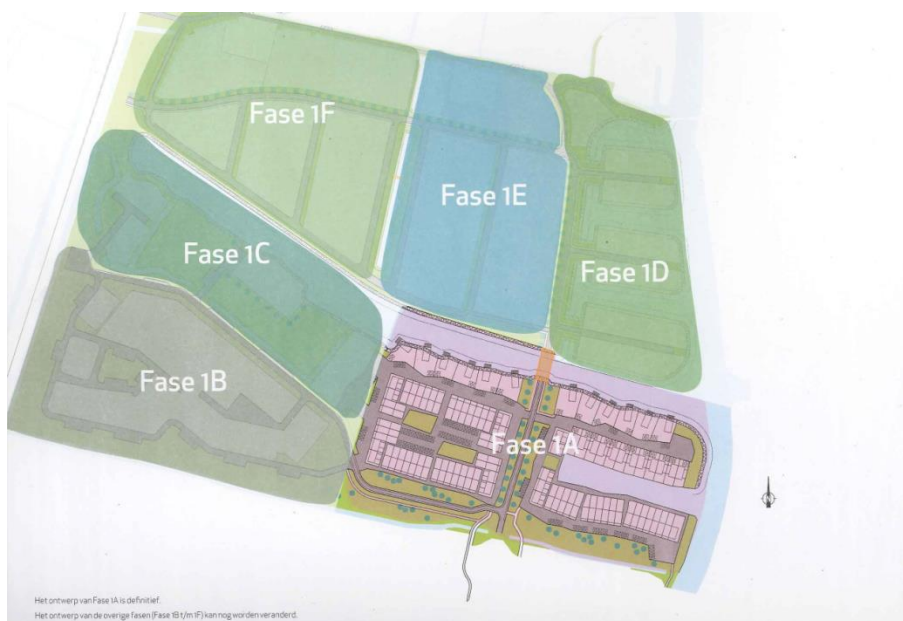 Fase 1F
Fase 1E
Fase 1D
Fase 1C
Fase 1B
Fase 1A
Het ontwerp van Fase 1A is definitief.
Het ontwerp van de overige fasen (Fase 1B t/m 1F) kan nog worden veranderd.